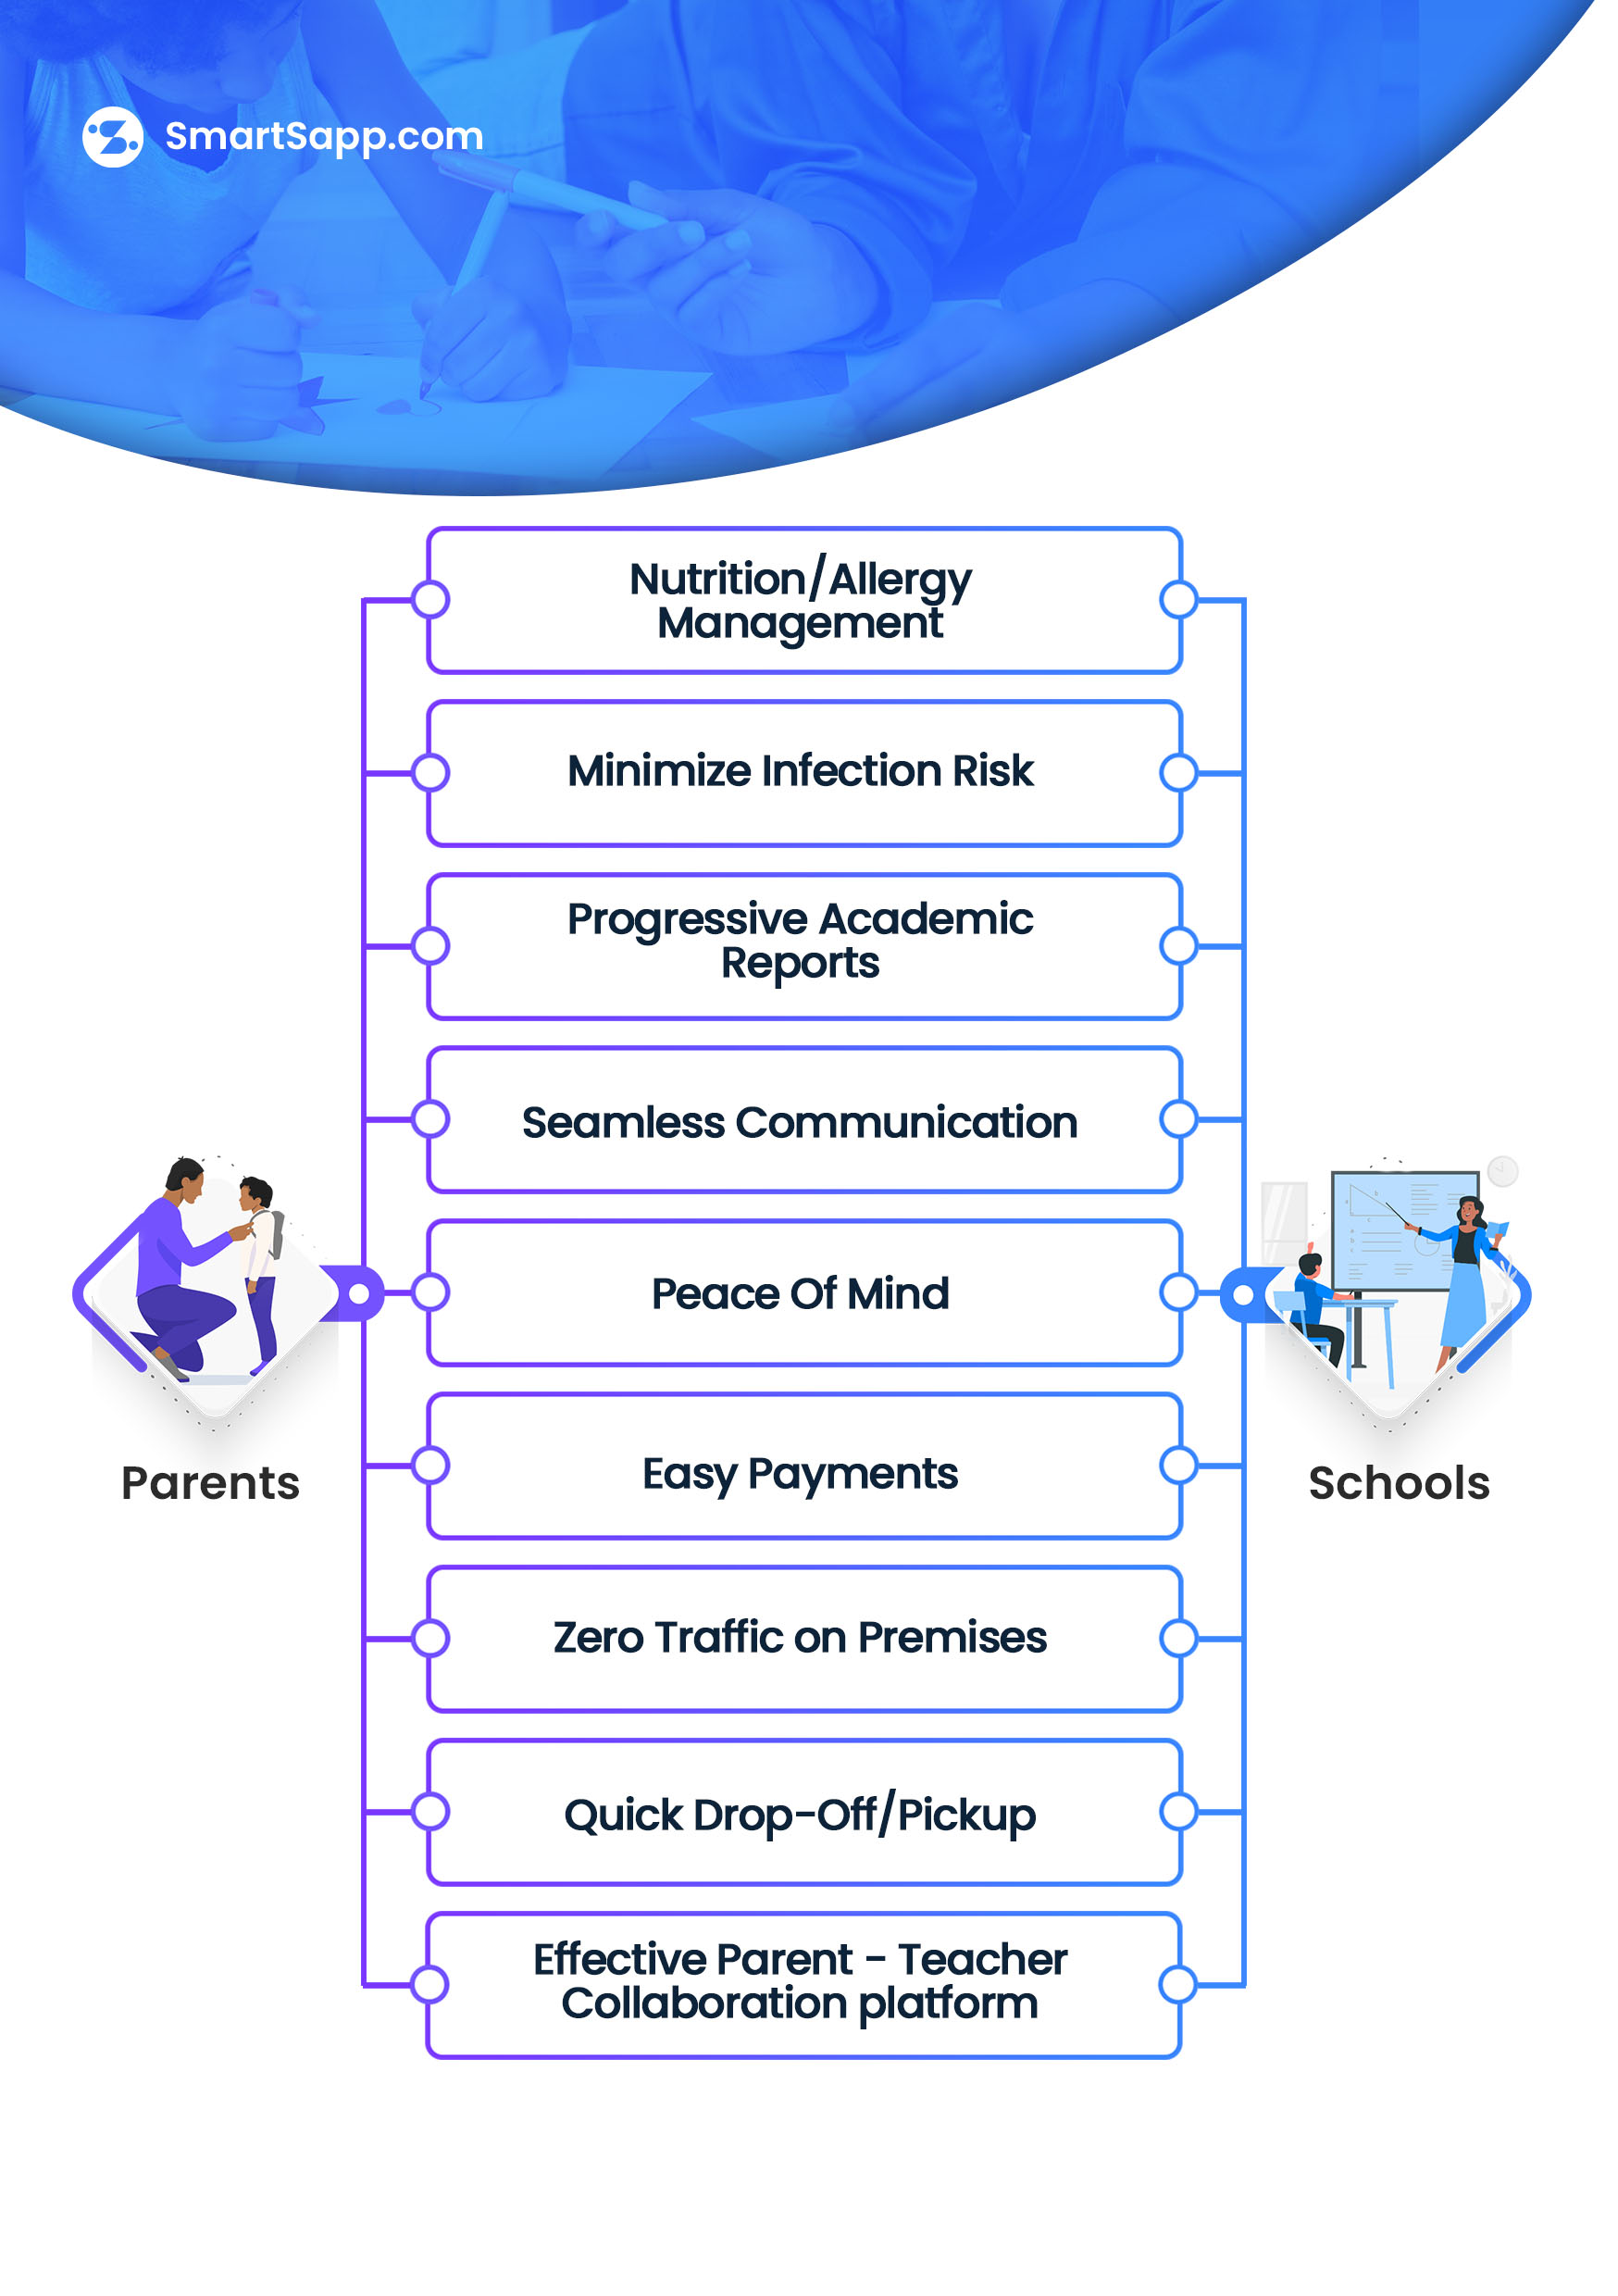 SmartSapp.com
Nutrition/Allergy
Management
Minimize Infection Risk
Progressive Academic
Reports
Seamless Communication
Peace Of Mind
Easy Payments
Zero Traffic on Premises
Quick Drop-Off/Pickup
Effective Parent - Teacher
Collaboration platform
Parents
Schools